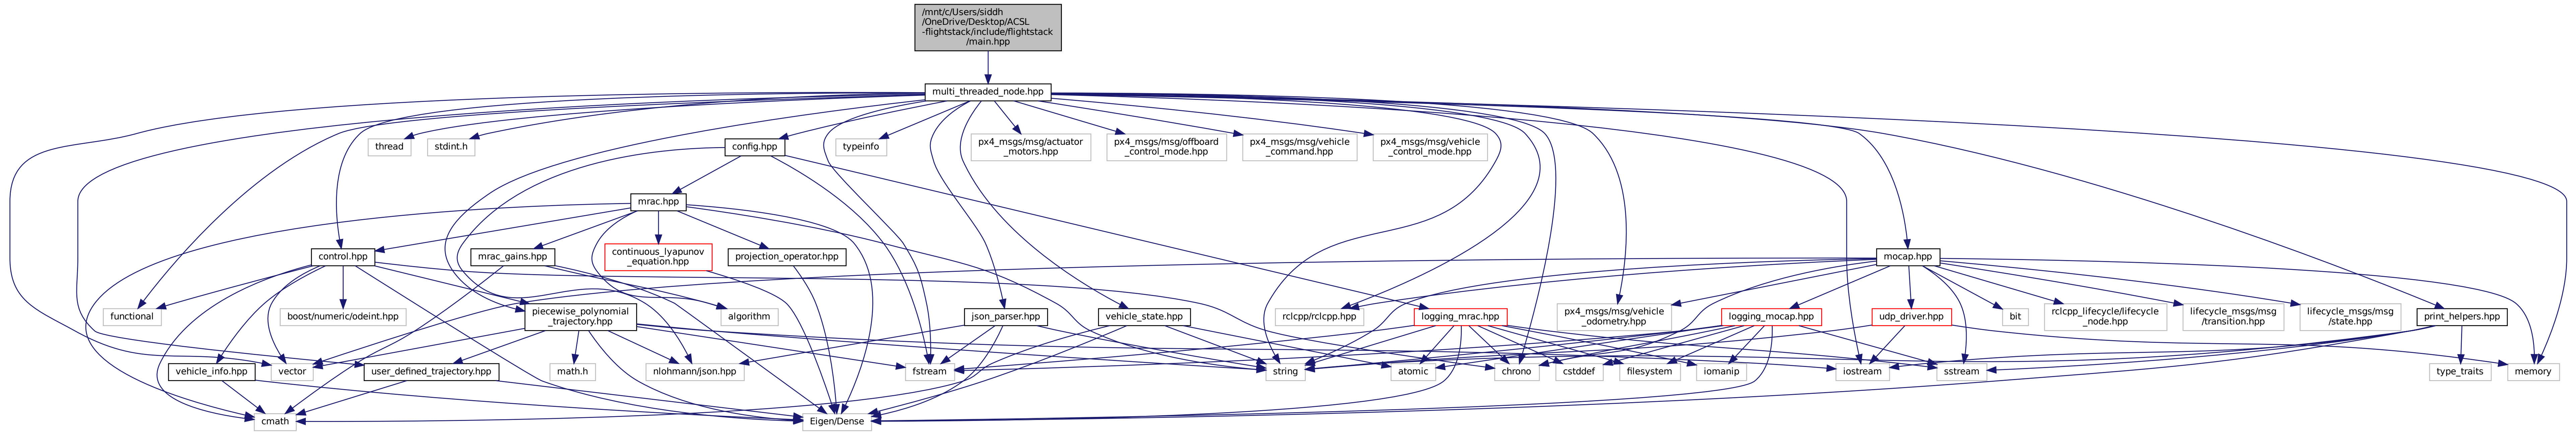 /mnt/c/Users/siddh
/OneDrive/Desktop/ACSL
-flightstack/include/flightstack
/main.hpp
multi_threaded_node.hpp
thread
stdint.h
config.hpp
typeinfo
px4_msgs/msg/actuator
_motors.hpp
px4_msgs/msg/offboard
_control_mode.hpp
px4_msgs/msg/vehicle
_command.hpp
px4_msgs/msg/vehicle
_control_mode.hpp
mrac.hpp
control.hpp
mrac_gains.hpp
continuous_lyapunov
_equation.hpp
projection_operator.hpp
mocap.hpp
functional
boost/numeric/odeint.hpp
piecewise_polynomial
_trajectory.hpp
algorithm
json_parser.hpp
vehicle_state.hpp
rclcpp/rclcpp.hpp
logging_mrac.hpp
px4_msgs/msg/vehicle
_odometry.hpp
logging_mocap.hpp
udp_driver.hpp
bit
rclcpp_lifecycle/lifecycle
_node.hpp
lifecycle_msgs/msg
/transition.hpp
lifecycle_msgs/msg
/state.hpp
print_helpers.hpp
vehicle_info.hpp
vector
user_defined_trajectory.hpp
math.h
nlohmann/json.hpp
fstream
string
atomic
chrono
cstddef
filesystem
iomanip
iostream
sstream
type_traits
memory
cmath
Eigen/Dense